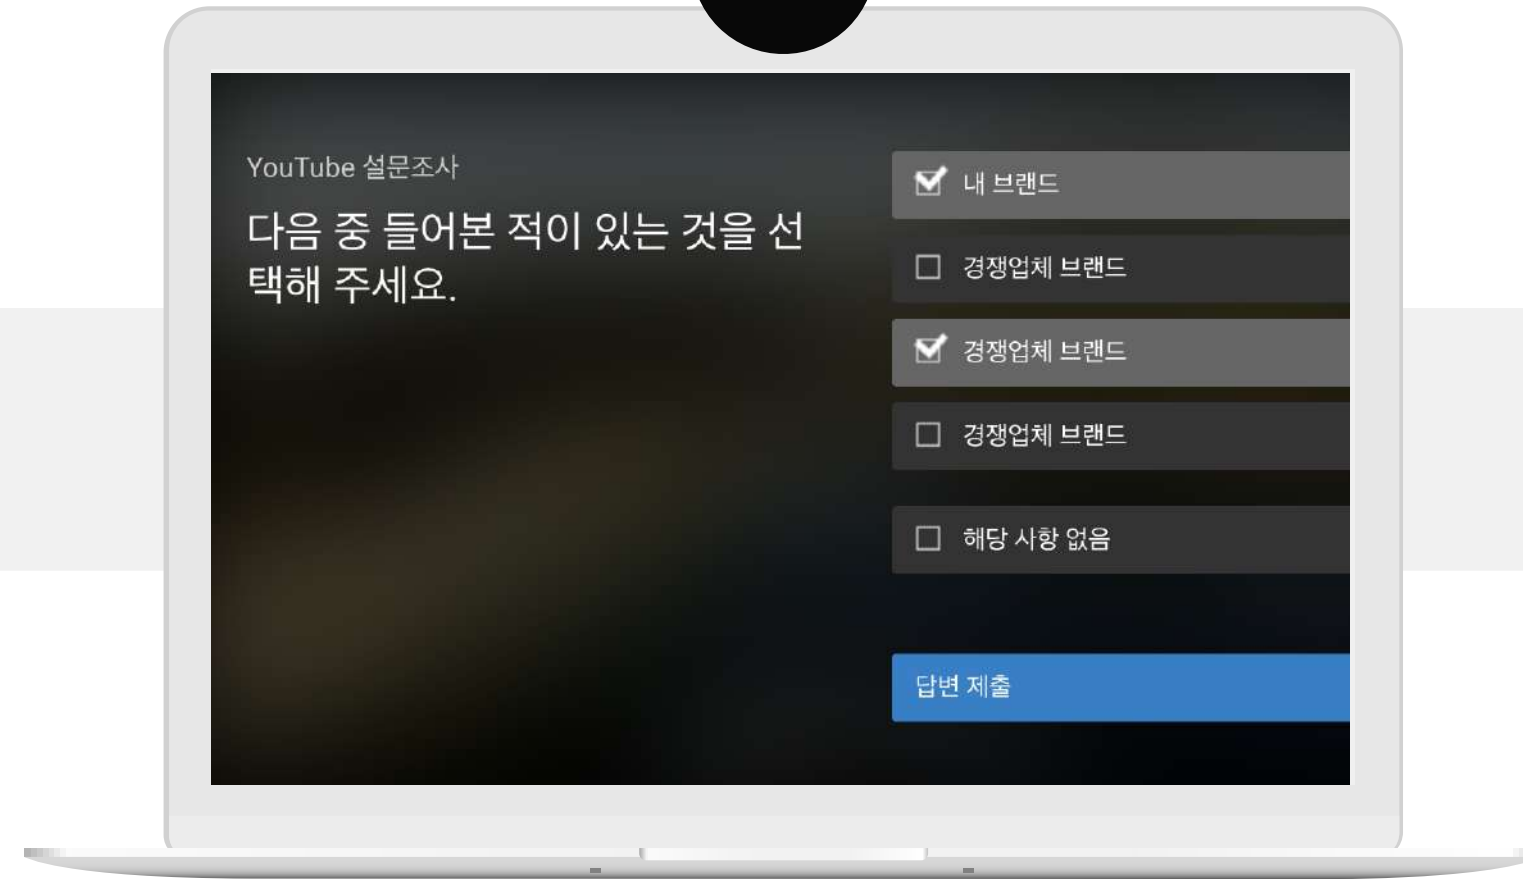 YouTube 설문조사
다음 중 들어본 적이 있는 것을 선
택해 주세요.
내 브랜드
경쟁업체 브랜드
경쟁업체 브랜드
경쟁업체 브랜드
해당 사항 없음
답변 제출